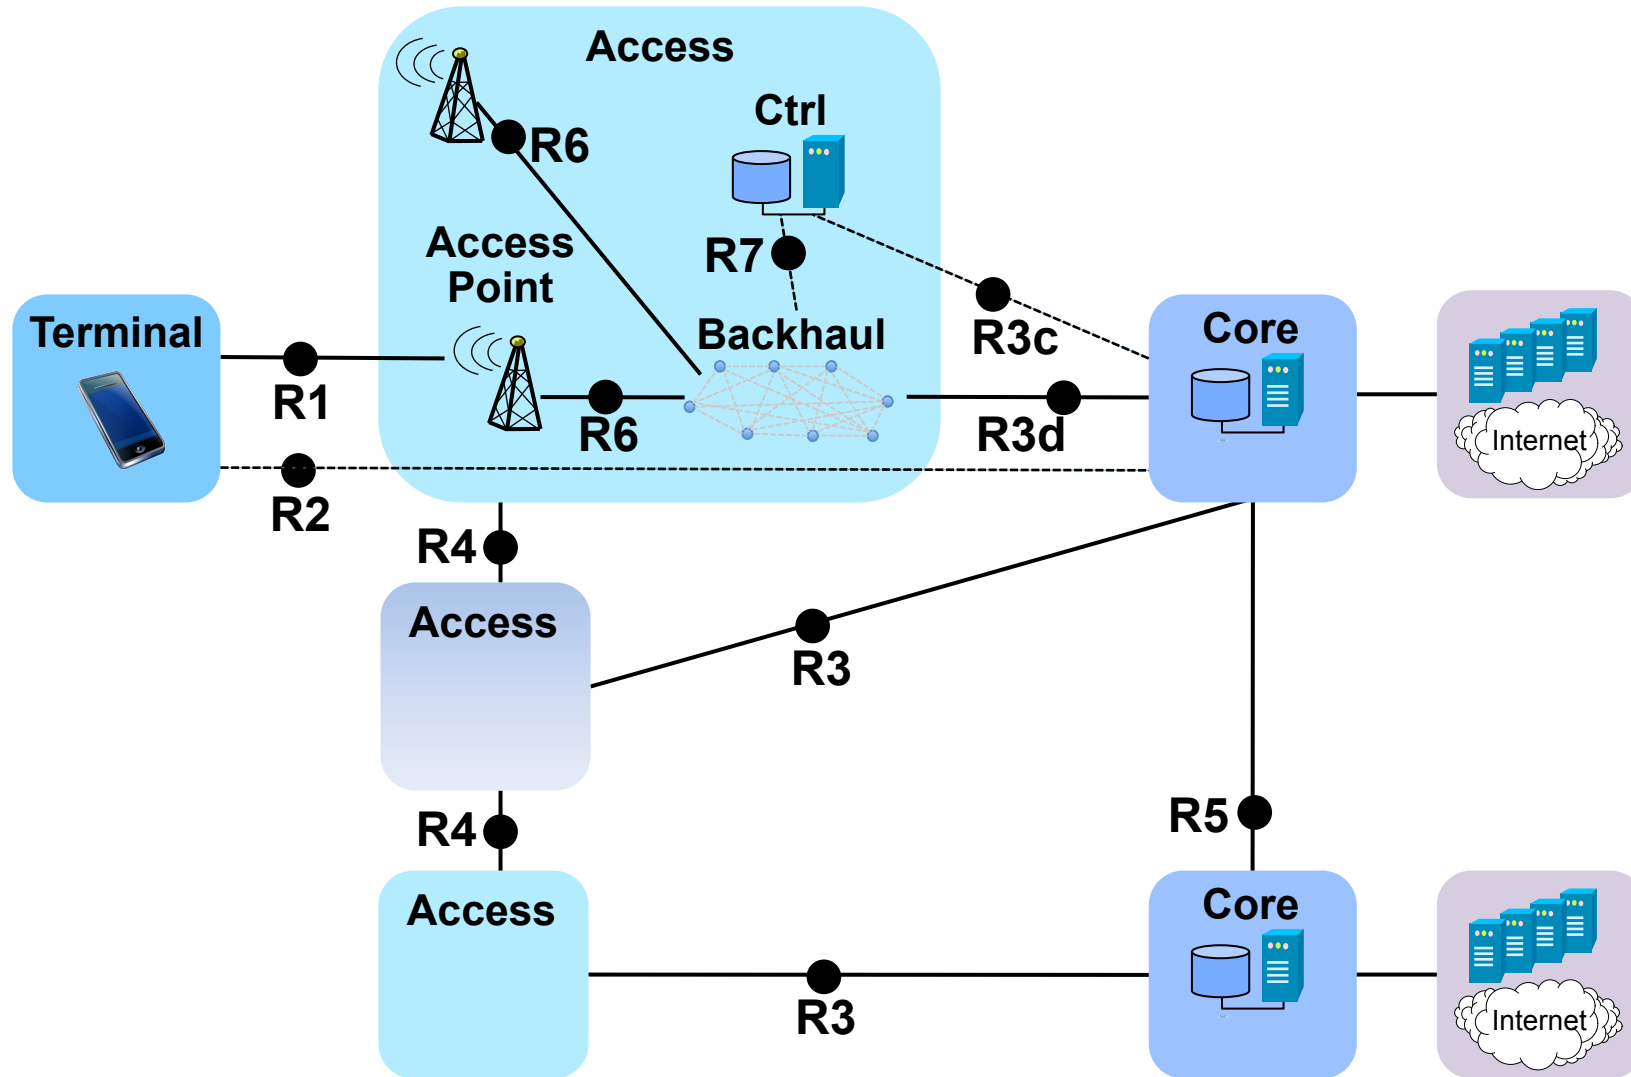 Access
Ctrl
R6
Access
Point
R7
Terminal
Backhaul
R3c
Core
R1
R6
R3d
Internet
R2
R4
Access
R3
R4
R5
Access
Core
R3
Internet